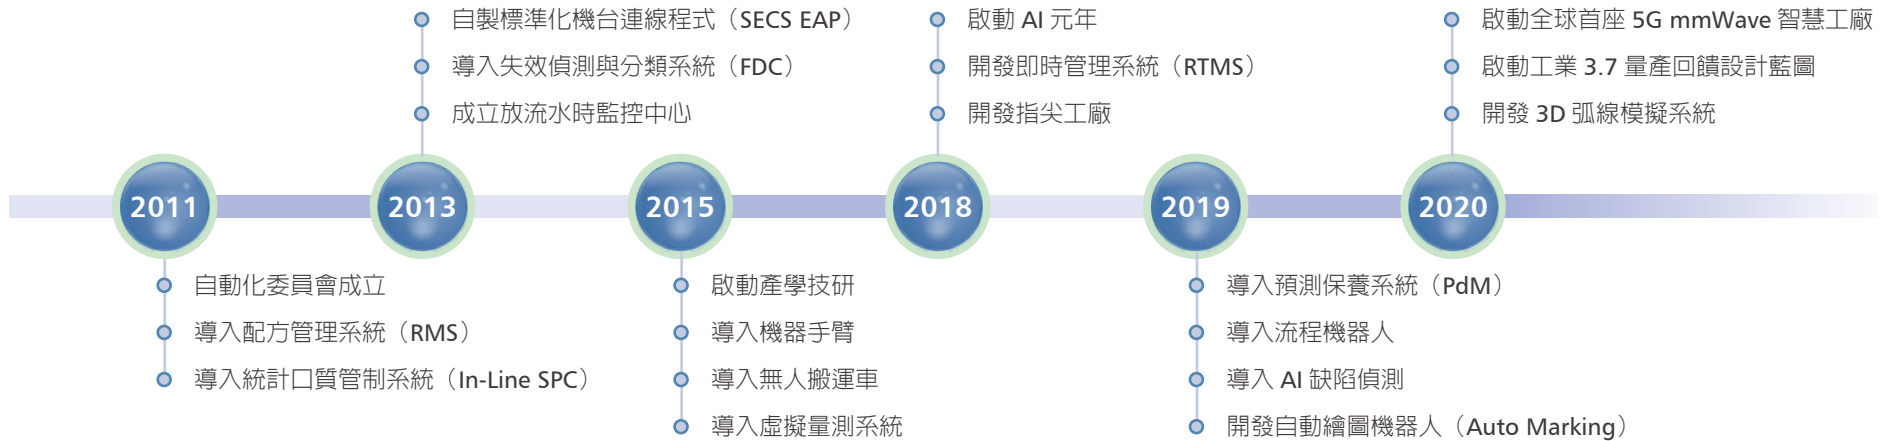 2011
自動化委員會成立
導入配方管理系統（RMS）
導入統計口質管制系統（In-Line SPC）
2013
自製標準化機台連線程式（SECS EAP）
導入失效偵測與分類系統（FDC）
成立放流水時監控中心
2015
啟動產學技研
導入機器手臂
導入無人搬運車
導入虛擬量測系統
2018
啟動 AI 元年
開發即時管理系統（RTMS）
開發指尖工廠
2019
導入預測保養系統（PdM）
導入流程機器人
導入 AI 缺陷偵測
開發自動繪圖機器人（Auto Marking）
2020
啟動全球首座 5G mmWave 智慧工廠
啟動工業 3.7 量產回饋設計藍圖
開發 3D 弧線模擬系統